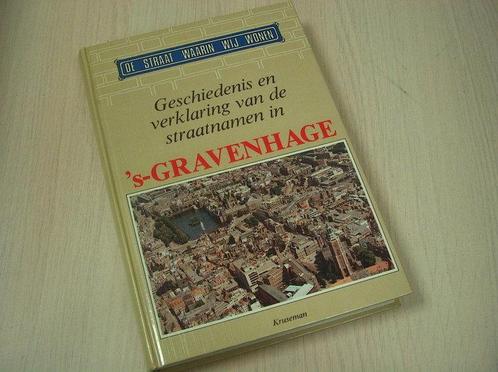 DE STRAAT WAARIN WIJ WONEN
Geschiedenis en
verklaring van de
straatnamen in
's-GRAVENHAGE
Kruseman